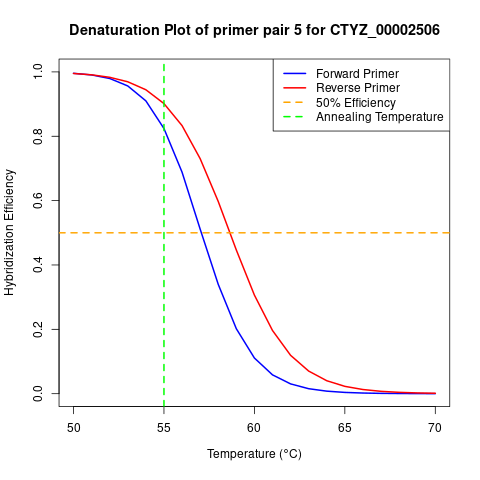 Denaturation Plot of primer pair 5 for CTYZ_00002506
Forward Primer
Reverse Primer
50% Efficiency
Annealing Temperature
Hybridization Efficiency
1.0
0.8
0.6
0.4
0.2
0.0
50 55 60 65 70
Temperature (°C)